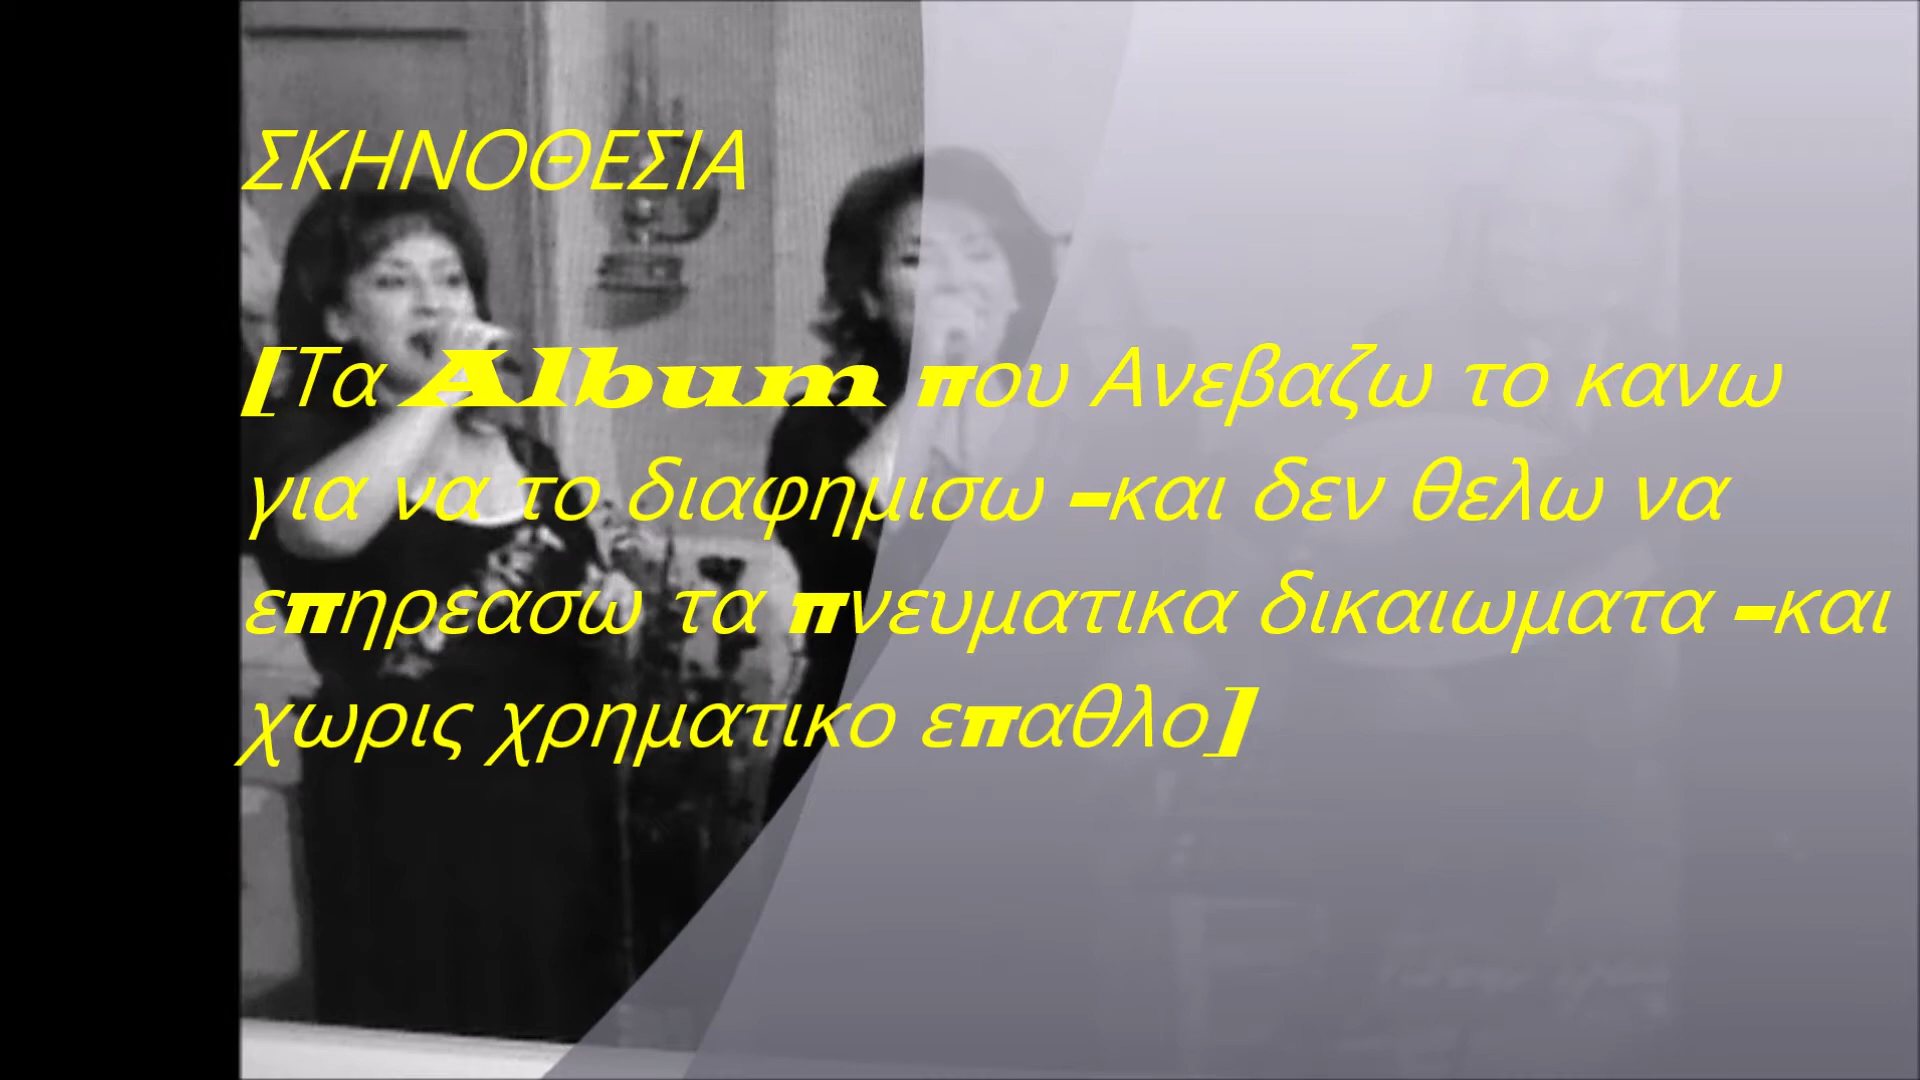 ΣΚΗΝΟΘΕΣΙΑ
[Τα Album που Ανεβαζω το κανω
για να το διαφημισω –και δεν θελω να
επηρεασω τα πνευματικα δικαιωματα –και
χωρις χρηματικο επαθλο]